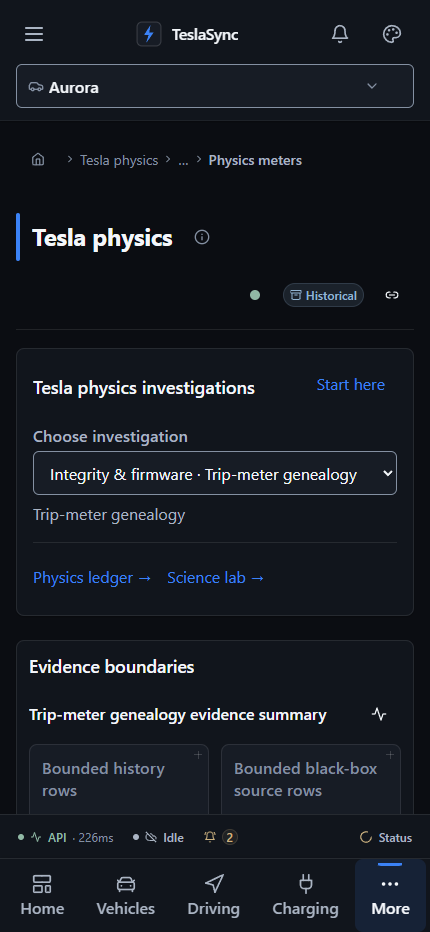 TeslaSync
Aurora
Tesla physics
...
Physics meters
Tesla physics
Historical
Tesla physics investigations
Start here
Choose investigation
Integrity & firmware · Trip-meter genealogy
Trip-meter genealogy
Physics ledger →
Science lab →
Evidence boundaries
Trip-meter genealogy evidence summary
Bounded history
rows
Bounded black-box
source rows
API · 226ms
Idle
2
Status
Home
Vehicles
Driving
Charging
More